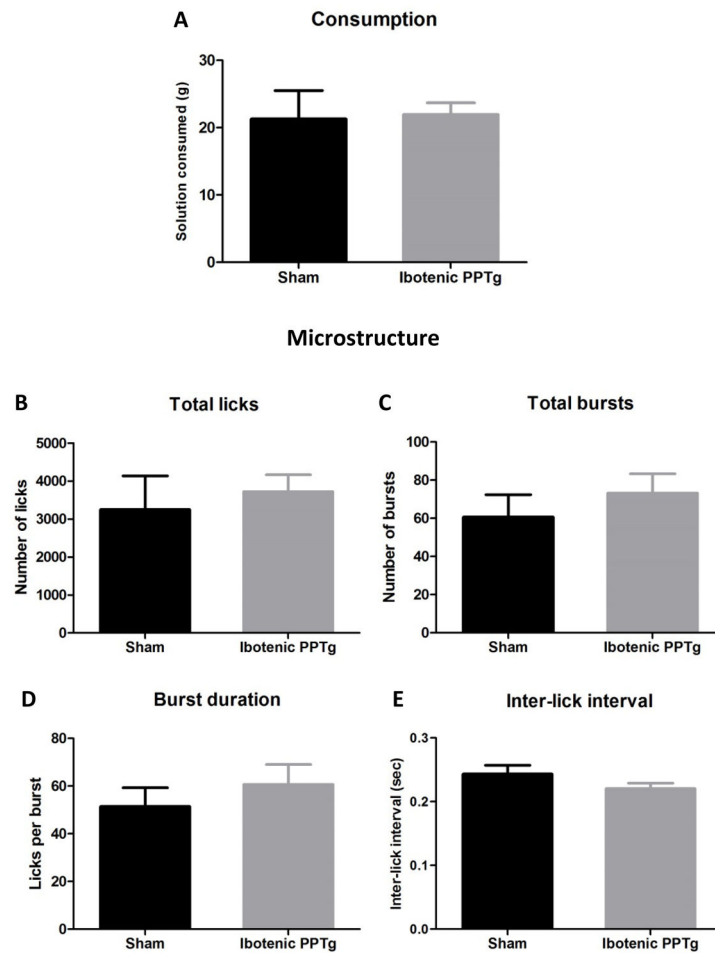 A
Consumption
Solution consumed (g)
30
20
10
0
Sham
Ibotenic PPTg
Microstructure
B
Total licks
Number of licks
5000
4000
3000
2000
1000
0
Sham
Ibotenic PPTg
C
Total bursts
Number of bursts
100
80
60
40
20
0
Sham
Ibotenic PPTg
D
Burst duration
Licks per burst
80
60
40
20
0
Sham
Ibotenic PPTg
E
Inter-lick interval
Inter-lick interval (sec)
0.3
0.2
0.1
0.0
Sham
Ibotenic PPTg